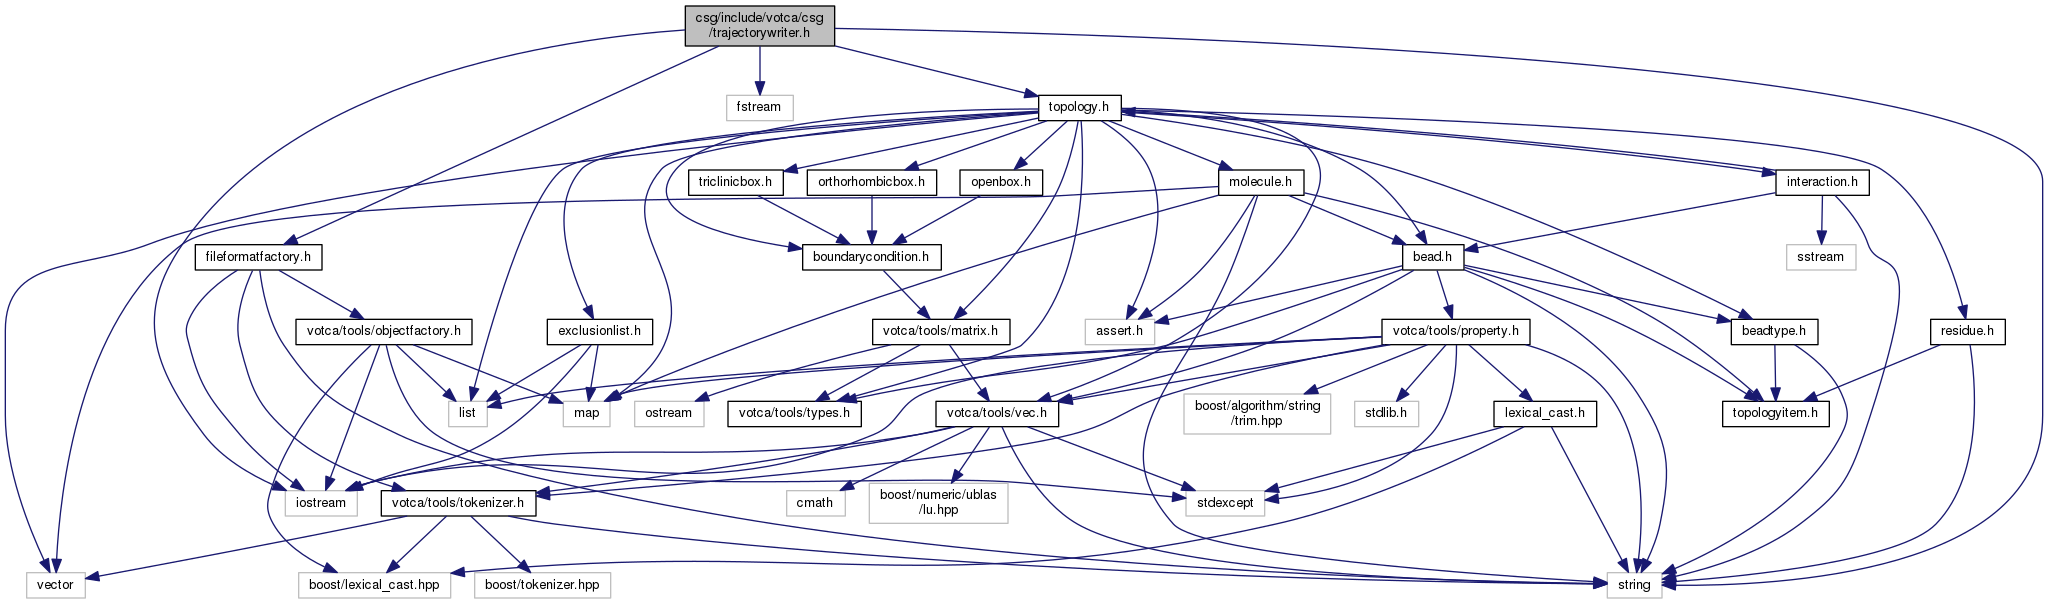 csg/include/votca/csg
/trajectorywriter.h
fstream
topology.h
triclinicbox.h
orthorhombicbox.h
openbox.h
molecule.h
interaction.h
fileformatfactory.h
boundarycondition.h
bead.h
sstream
votca/tools/objectfactory.h
exclusionlist.h
votca/tools/matrix.h
assert.h
votca/tools/property.h
beadtype.h
residue.h
list
map
ostream
votca/tools/types.h
votca/tools/vec.h
boost/algorithm/string
/trim.hpp
stdlib.h
lexical_cast.h
topologyitem.h
iostream
votca/tools/tokenizer.h
cmath
boost/numeric/ublas
/lu.hpp
stdexcept
vector
boost/lexical_cast.hpp
boost/tokenizer.hpp
string